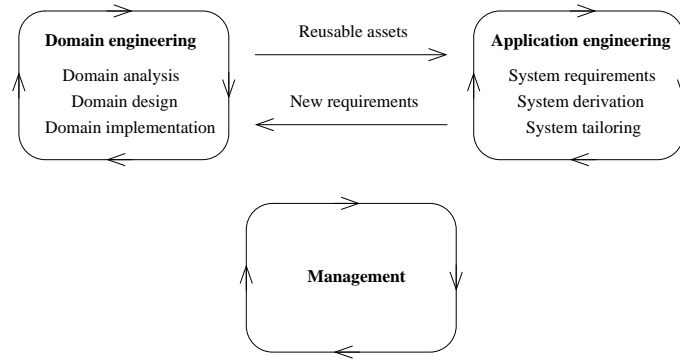 Domain engineering
Domain analysis
Domain design
Domain implementation
Reusable assets
New requirements
Application engineering
System requirements
System derivation
System tailoring
Management